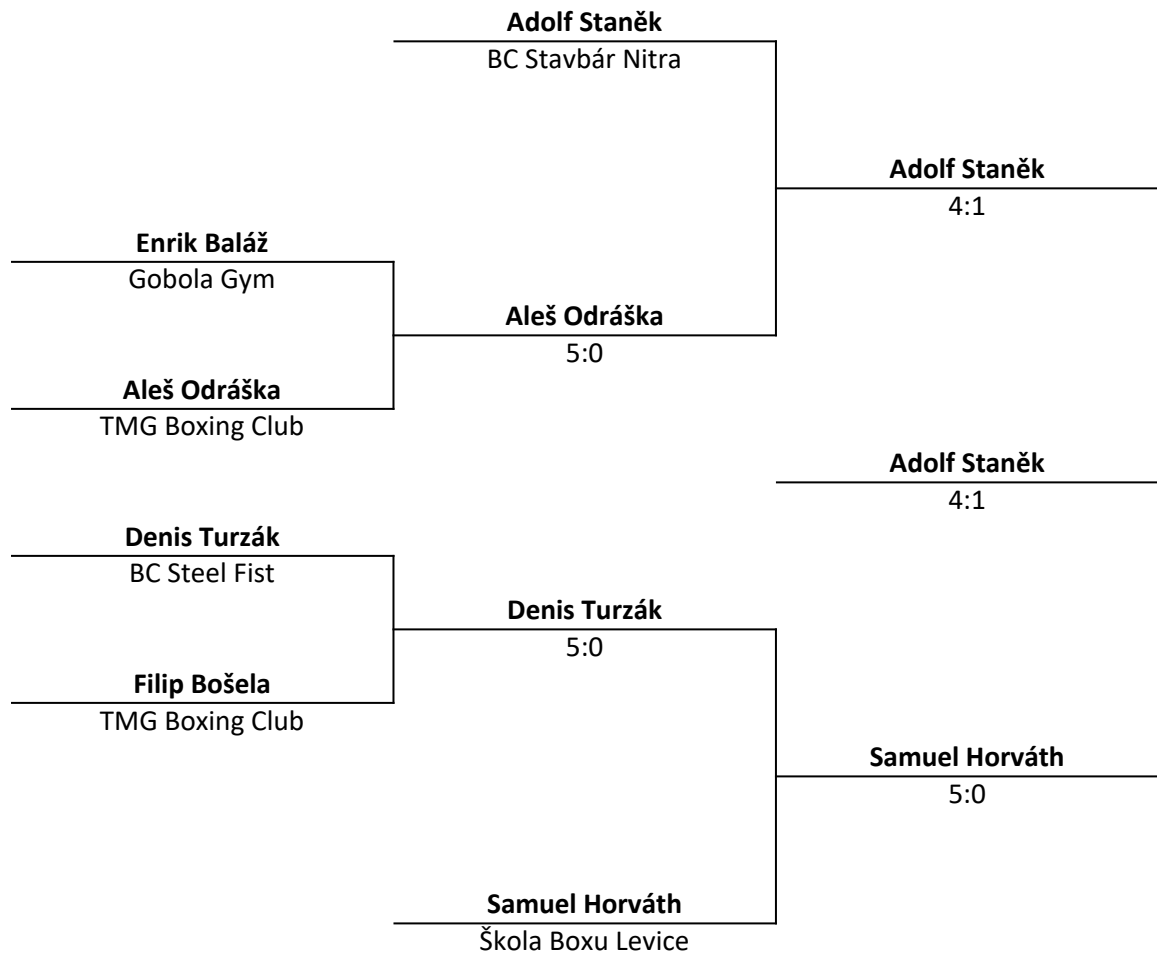 Adolf Staněk
BC Stavbár Nitra
Adolf Staněk
4:1
Enrik Baláž
Gobola Gym
Aleš Odráška
5:0
Aleš Odráška
TMG Boxing Club
Adolf Staněk
4:1
Denis Turzák
BC Steel Fist
Denis Turzák
5:0
Filip Bošela
TMG Boxing Club
Samuel Horváth
5:0
Samuel Horváth
Škola Boxu Levice